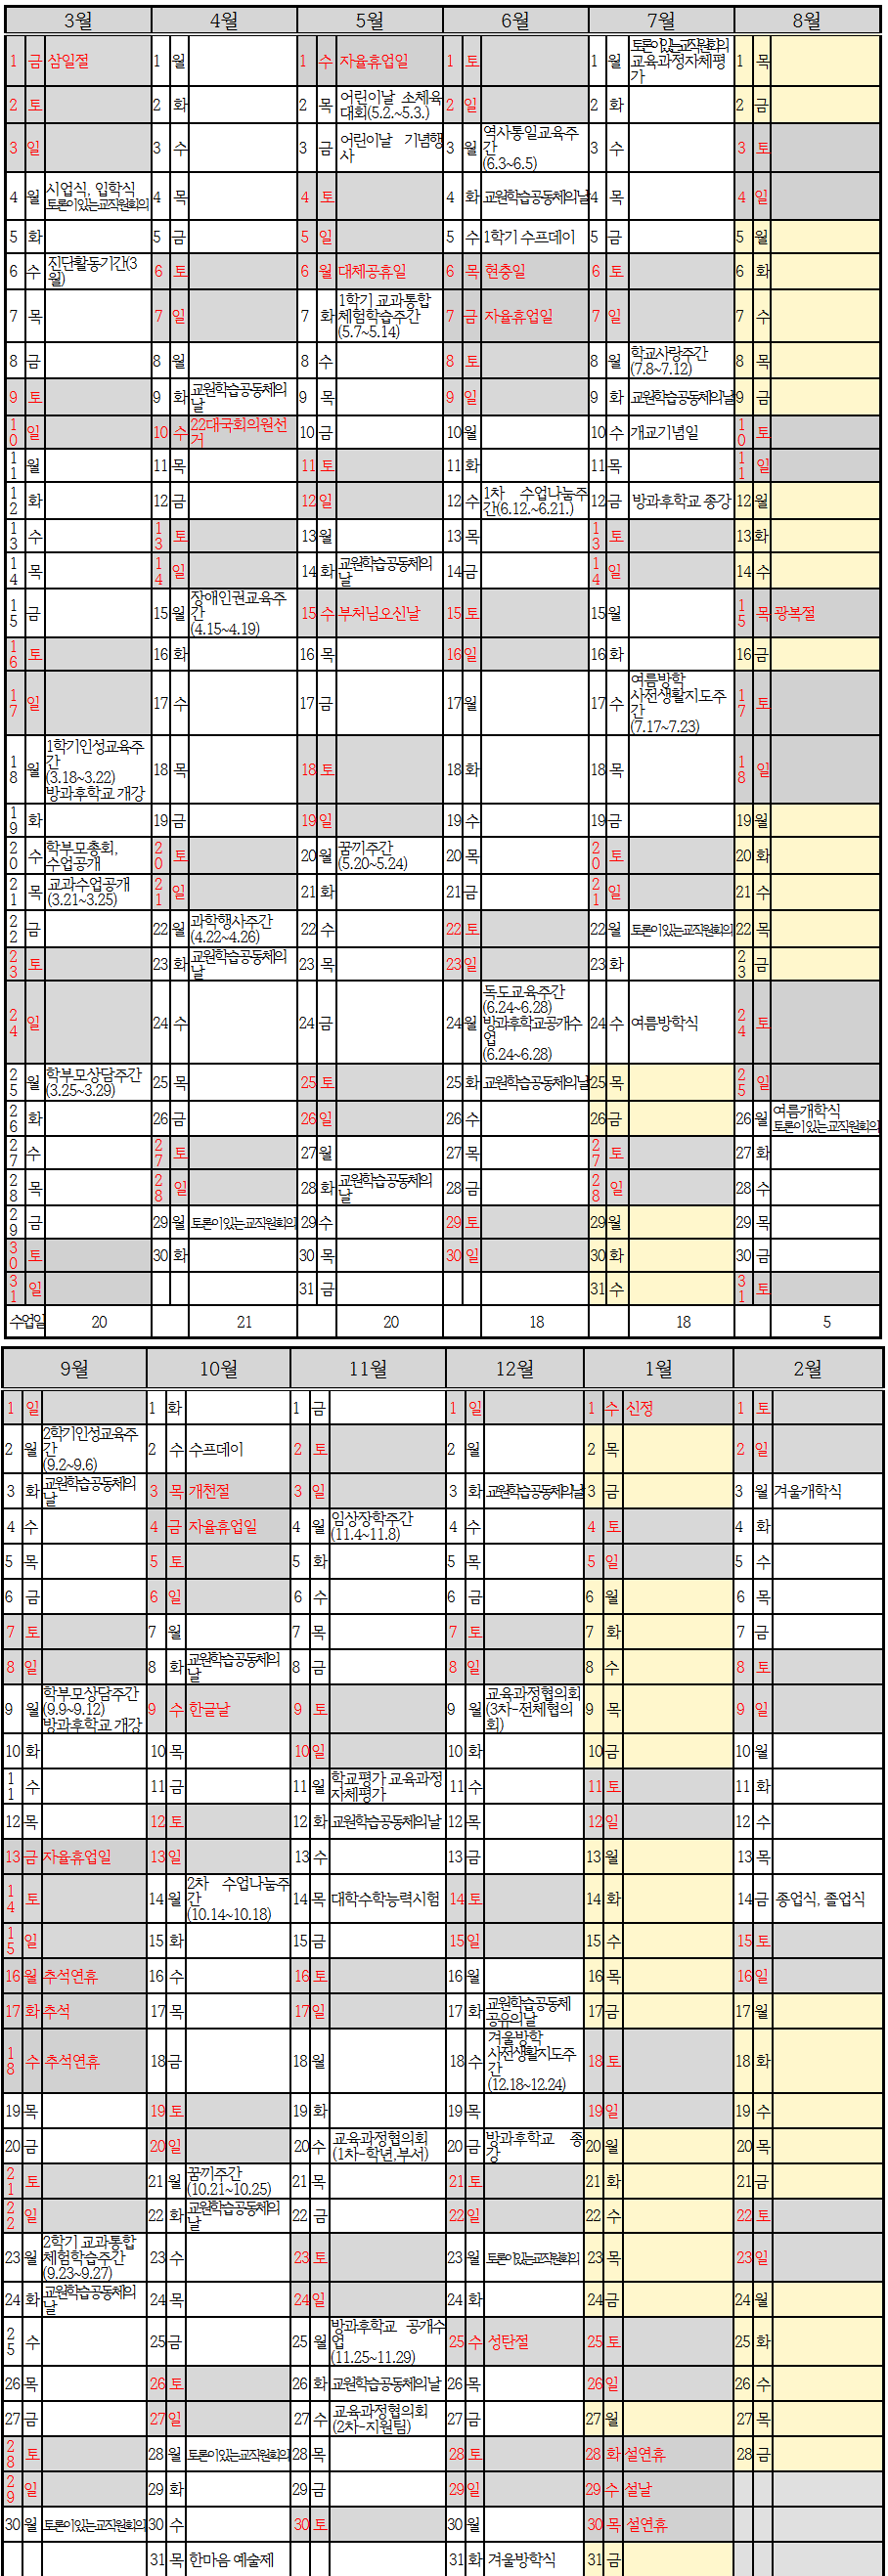 3월 4월 5월 6월 7월 8월
1 금 삼일절 1 월 1 수 자율휴업일 1 토 1 월 토론이있는교직원회의 교육과정자체평가 1 목
2 토 2 화 2 목 어린이날 소체육대회(5.2.~5.3.) 2 일 2 화 2 금
3 일 3 수 3 금 어린이날 기념행사 3 월 역사통일교육주간 (6.3~6.5) 3 수 3 토
4 월 시업식, 입학식 토론이있는교직원회의 4 목 4 토 4 화 교원학습공동체의날 4 목 4 일
5 화 5 금 5 일 5 수 1학기 수프데이 5 금 5 월
6 수 진단활동기간(3월) 6 토 6 월 대체공휴일 6 목 현충일 6 토 6 화
7 목 7 일 7 화 1학기 교과통합 체험학습주간 (5.7~5.14) 7 금 자율휴업일 7 일 7 수
8 금 8 월 8 수 8 토 8 월 학교사랑주간 (7.8~7.12) 8 목
9 토 9 화 교원학습공동체의날 9 목 9 일 9 화 교원학습공동체의날 9 금
10 일 10 수 22대국회의원선거 10 금 10 월 10 수 개교기념일 10 토
11 월 11 목 11 토 11 화 11 목 11 일
12 화 12 금 12 일 12 수 1차 수업나눔주간(6.12.~6.21.) 12 금 방과후학교 종강 12 월
13 수 13 토 13 월 13 목 13 토 13 화
14 목 14 일 14 화 교원학습공동체의날 14 금 14 일 14 수
15 금 15 월 장애인권교육주간 (4.15~4.19) 15 수 부처님오신날 15 토 15 월 15 목 광복절
16 토 16 화 16 목 16 일 16 화 16 금
17 일 17 수 17 금 17 월 17 수 여름방학 사전생활지도주간 (7.17~7.23) 17 토
18 월 1학기인성교육주간 (3.18~3.22) 방과후학교 개강 18 목 18 토 18 화 18 목 18 일
19 화 19 금 19 일 19 수 19 금 19 월
20 수 학부모총회, 수업공개 20 토 20 월 꿈끼주간 (5.20~5.24) 20 목 20 토 20 화
21 목 교과수업공개 (3.21~3.25) 21 일 21 화 21 금 21 일 21 수
22 금 22 월 과학행사주간 (4.22~4.26) 22 수 22 토 22 월 토론이있는교직원회의 22 목
23 토 23 화 교원학습공동체의날 23 목 23 일 23 화 23 금
24 일 24 수 24 금 24 월 독도교육주간 (6.24~6.28) 방과후학교공개수업 (6.24~6.28) 24 수 여름방학식 24 토
25 월 학부모상담주간 (3.25~3.29) 25 목 25 토 25 화 교원학습공동체의날 25 목 25 일
26 화 26 금 26 일 26 수 26 금 26 월 여름개학식 토론이있는교직원회의
27 수 27 토 27 월 27 목 27 토 27 화
28 목 28 일 28 화 교원학습공동체의날 28 금 28 일 28 수
29 금 29 월 토론이있는교직원회의 29 수 29 토 29 월 29 목
30 토 30 화 30 목 30 일 30 화 30 금
31 일 31 금 31 수 31 토
수업일 20 21 20 18 18 5
9월 10월 11월 12월 1월 2월
1 일 1 화 1 금 1 일 1 수 신정 1 토
2 월 2학기인성교육주간 (9.2~9.6) 2 수 수프데이 2 토 2 월 2 목 2 일
3 화 교원학습공동체의날 3 목 개천절 3 일 3 화 교원학습공동체의날 3 금 3 월 겨울개학식
4 수 4 금 자율휴업일 4 월 임상장학주간 (11.4~11.8) 4 수 4 토 4 화
5 목 5 토 5 화 5 목 5 일 5 수
6 금 6 일 6 수 6 금 6 월 6 목
7 토 7 월 7 목 7 토 7 화 7 금
8 일 8 화 교원학습공동체의날 8 금 8 일 8 수 8 토
9 월 학부모상담주간 (9.9~9.12) 방과후학교 개강 9 수 한글날 9 토 9 월 교육과정협의회 (3차-전체협의회) 9 목 9 일
10 화 10 목 10 일 10 화 10 금 10 월
11 수 11 금 11 월 학교평가 교육과정 자체평가 11 수 11 토 11 화
12 목 12 토 12 화 교원학습공동체의날 12 목 12 일 12 수
13 금 자율휴업일 13 일 13 수 13 금 13 월 13 목
14 토 14 월 2차 수업나눔주간 (10.14~10.18) 14 목 대학수학능력시험 14 토 14 화 14 금 종업식, 졸업식
15 일 15 화 15 금 15 일 15 수 15 토
16 월 추석연휴 16 수 16 토 16 월 16 목 16 일
17 화 추석 17 목 17 일 17 화 교원학습공동체 공유의날 17 금 17 월
18 수 추석연휴 18 금 18 월 18 수 겨울방학 사전생활지도주간 (12.18~12.24) 18 토 18 화
19 목 19 토 19 화 19 목 19 일 19 수
20 금 20 일 20 수 교육과정협의회 (1차-학년,부서) 20 금 방과후학교 종강 20 월 20 목
21 토 21 월 꿈끼주간 (10.21~10.25) 21 목 21 토 21 화 21 금
22 일 22 화 교원학습공동체의날 22 금 22 일 22 수 22 토
23 월 2학기 교과통합 체험학습주간 (9.23~9.27) 23 수 23 토 23 월 토론이있는교직원회의 23 목 23 일
24 화 교원학습공동체의날 24 목 24 일 24 화 24 금 24 월
25 수 25 금 25 월 방과후학교 공개수업 (11.25~11.29) 25 수 성탄절 25 토 25 화
26 목 26 토 26 화 교원학습공동체의날 26 목 26 일 26 수
27 금 27 일 27 수 교육과정협의회 (2차-지원팀) 27 금 27 월 27 목
28 토 28 월 토론이있는교직원회의 28 목 28 토 28 화 설연휴 28 금
29 일 29 화 29 금 29 일 29 수 설날
30 월 토론이있는교직원회의 30 수 30 토 30 월 30 목 설연휴
31 목 한마음 예술제 31 화 겨울방학식 31 금